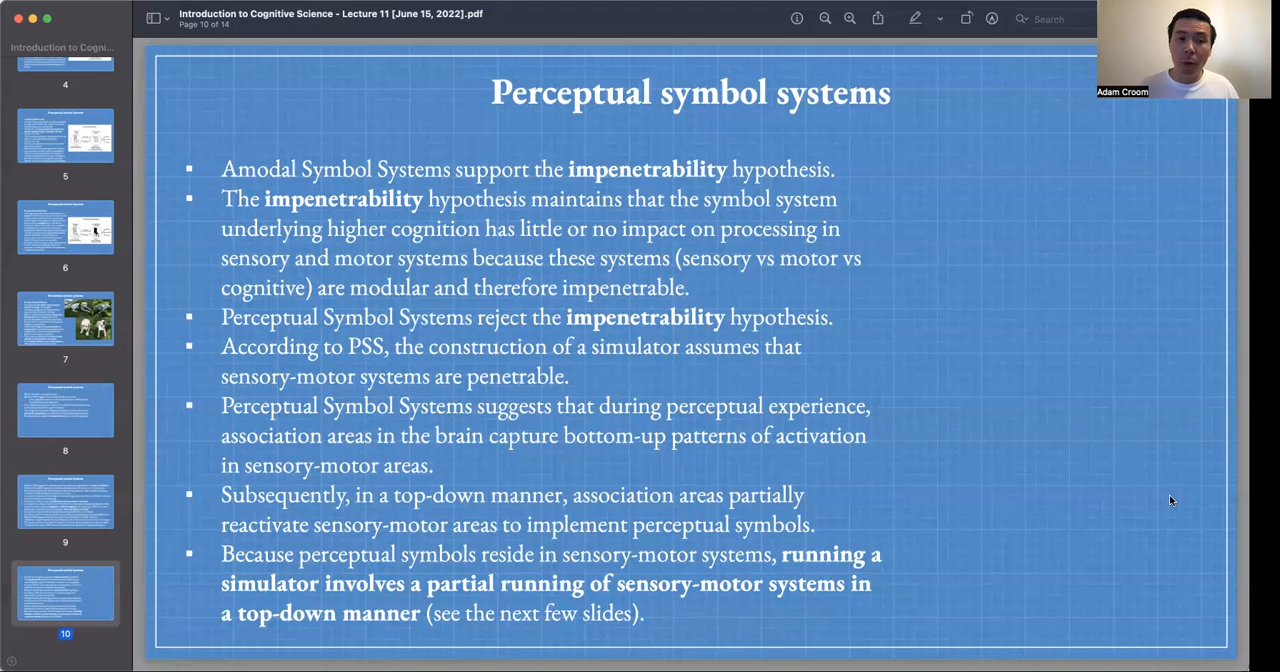 Introduction to Cognitive Science - Lecture 11 [June 15, 2022].pdf
Page 10 of 14
Search
Adam Croom
Introduction to Cogni...
4
5
6
7
8
9
10
Perceptual symbol systems
▪ Amodal Symbol Systems support the impenetrability hypothesis.
▪ The impenetrability hypothesis maintains that the symbol system
underlying higher cognition has little or no impact on processing in
sensory and motor systems because these systems (sensory vs motor vs
cognitive) are modular and therefore impenetrable.
▪ Perceptual Symbol Systems reject the impenetrability hypothesis.
▪ According to PSS, the construction of a simulator assumes that
sensory-motor systems are penetrable.
▪ Perceptual Symbol Systems suggests that during perceptual experience,
association areas in the brain capture bottom-up patterns of activation
in sensory-motor areas.
▪ Subsequently, in a top-down manner, association areas partially
reactivate sensory-motor areas to implement perceptual symbols.
▪ Because perceptual symbols reside in sensory-motor systems, running a
simulator involves a partial running of sensory-motor systems in
a top-down manner (see the next few slides).